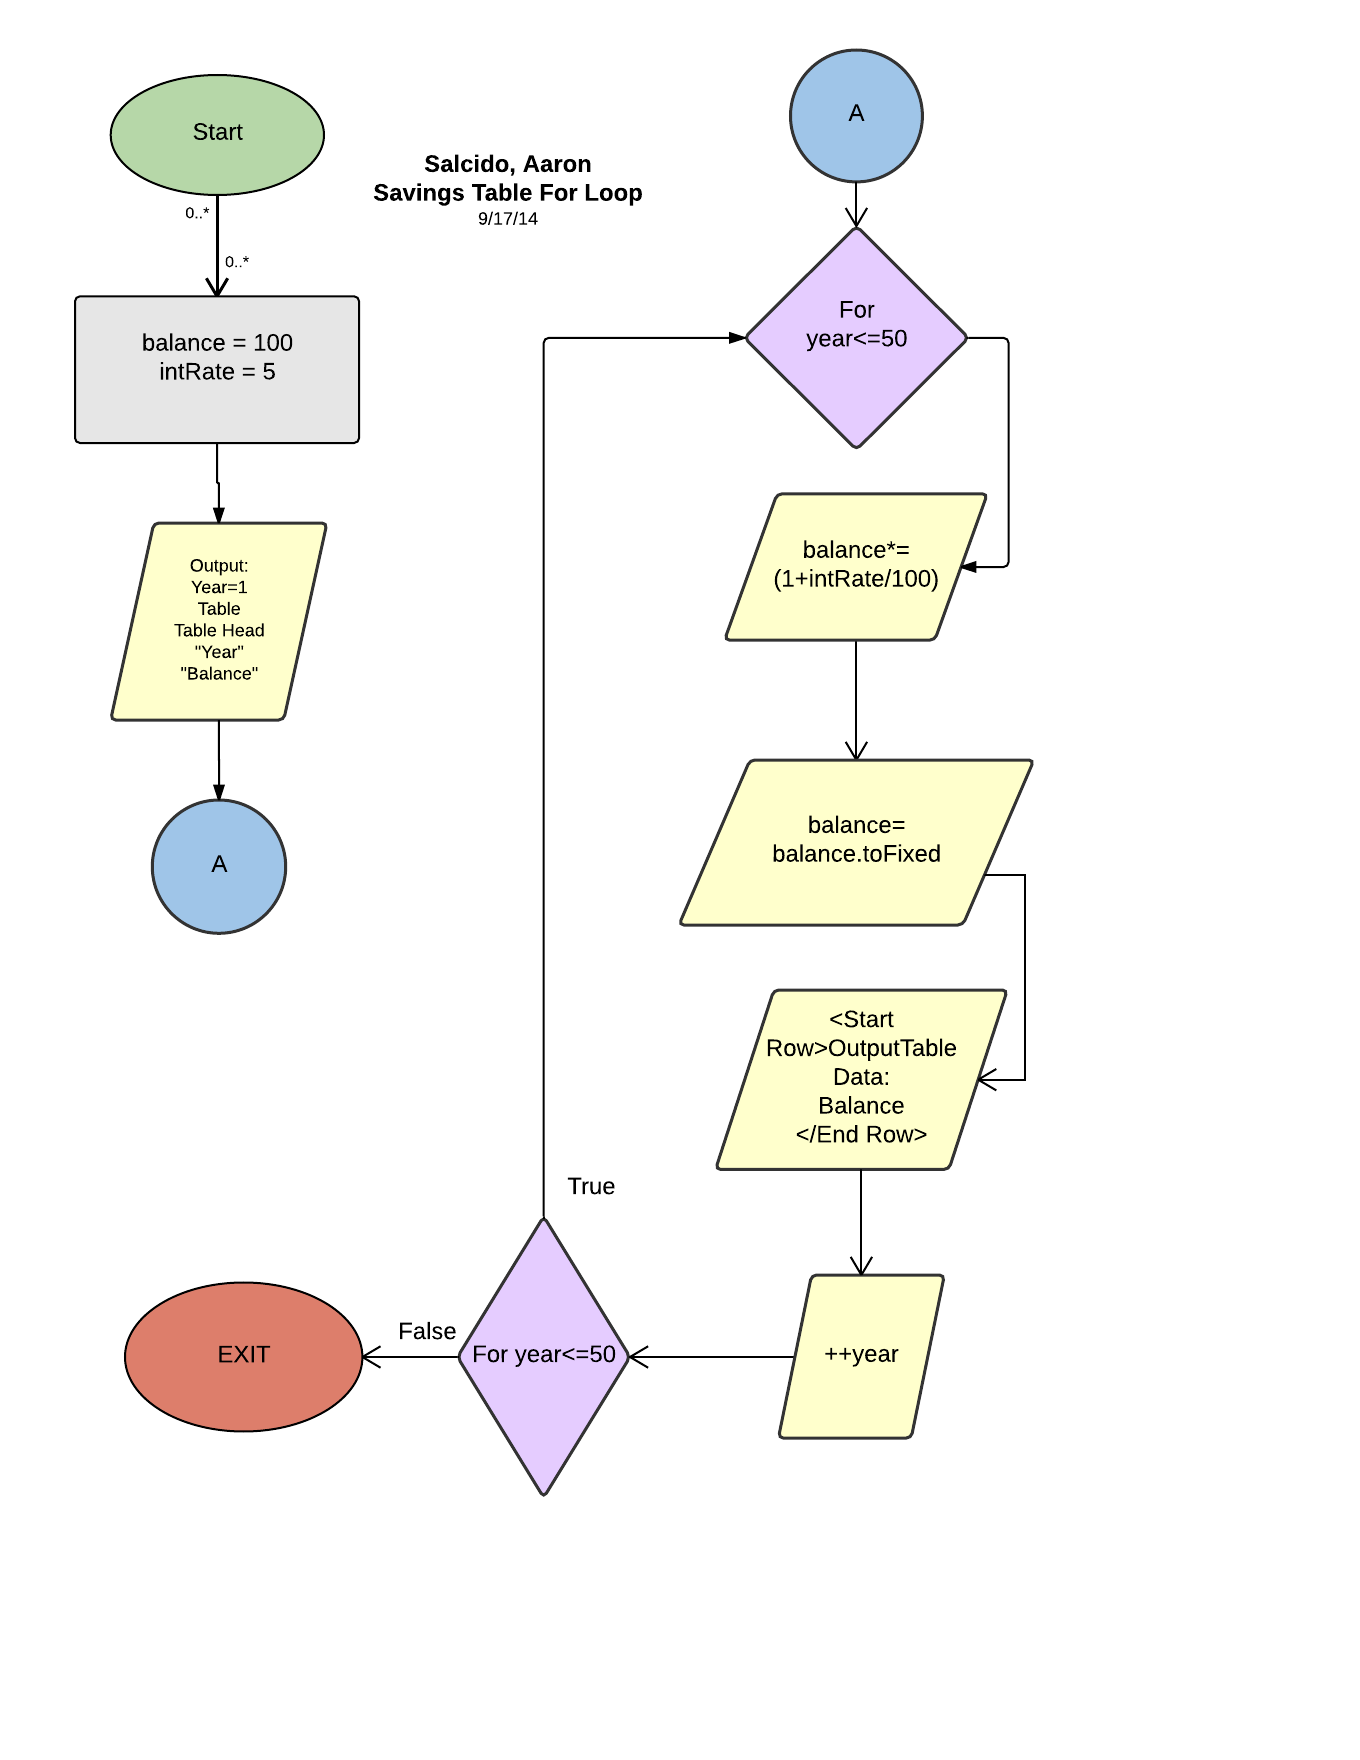 Start
0..*
0..*
balance = 100
intRate = 5
Output:
Year=1
Table
Table Head
"Year"
"Balance"
A
Salcido, Aaron
Savings Table For Loop
9/17/14
A
For
year<=50
balance*=
(1+intRate/100)
balance=
balance.toFixed
<Start
Row>OutputTable
Data:
Balance
</End Row>
++year
For year<=50
True
False
EXIT